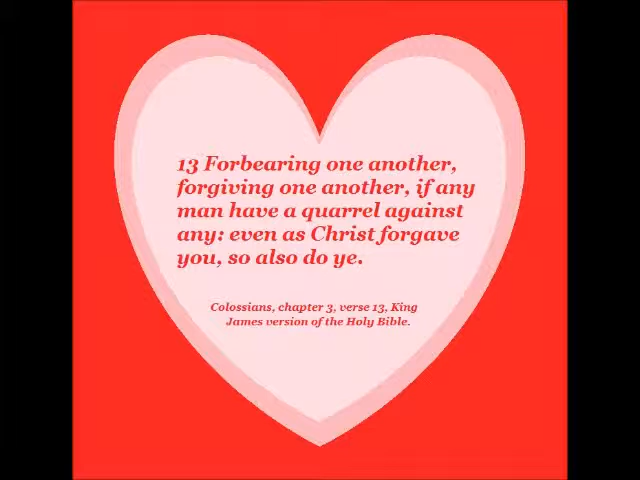 13 Forbearing one another,
forgiving one another, if any
man have a quarrel against
any: even as Christ forgave
you, so also do ye.
Colossians, chapter 3, verse 13, King
James version of the Holy Bible.